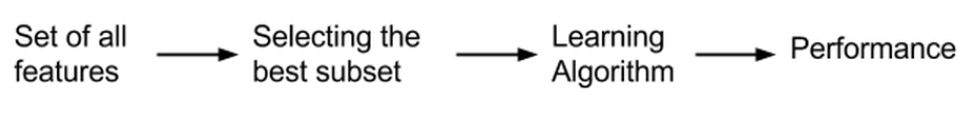 Set of all
features
Selecting the
best subset
Learning
Algorithm
Performance